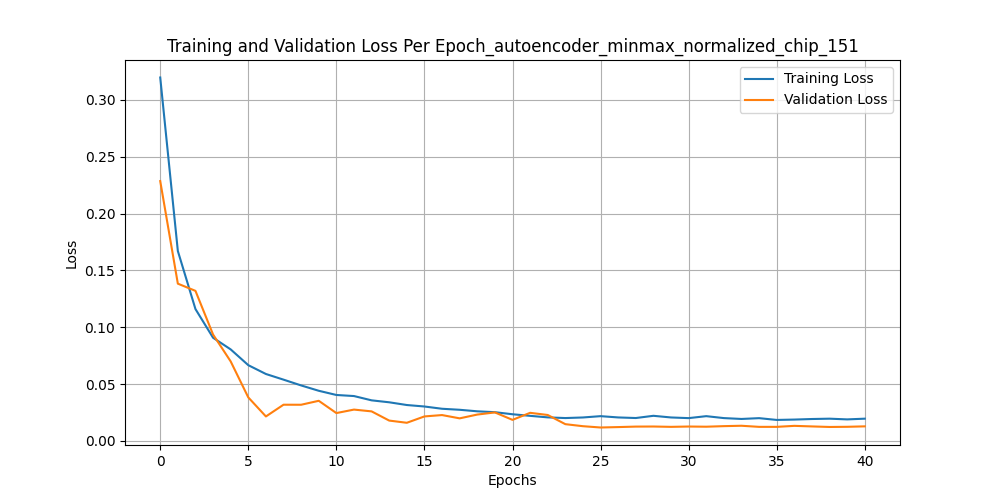 Training and Validation Loss Per Epoch_autoencoder_minmax_normalized_chip_151
Training Loss
Validation Loss
Loss
0.30
0.25
0.20
0.15
0.10
0.05
0.00
0 5 10 15 20 25 30 35 40
Epochs